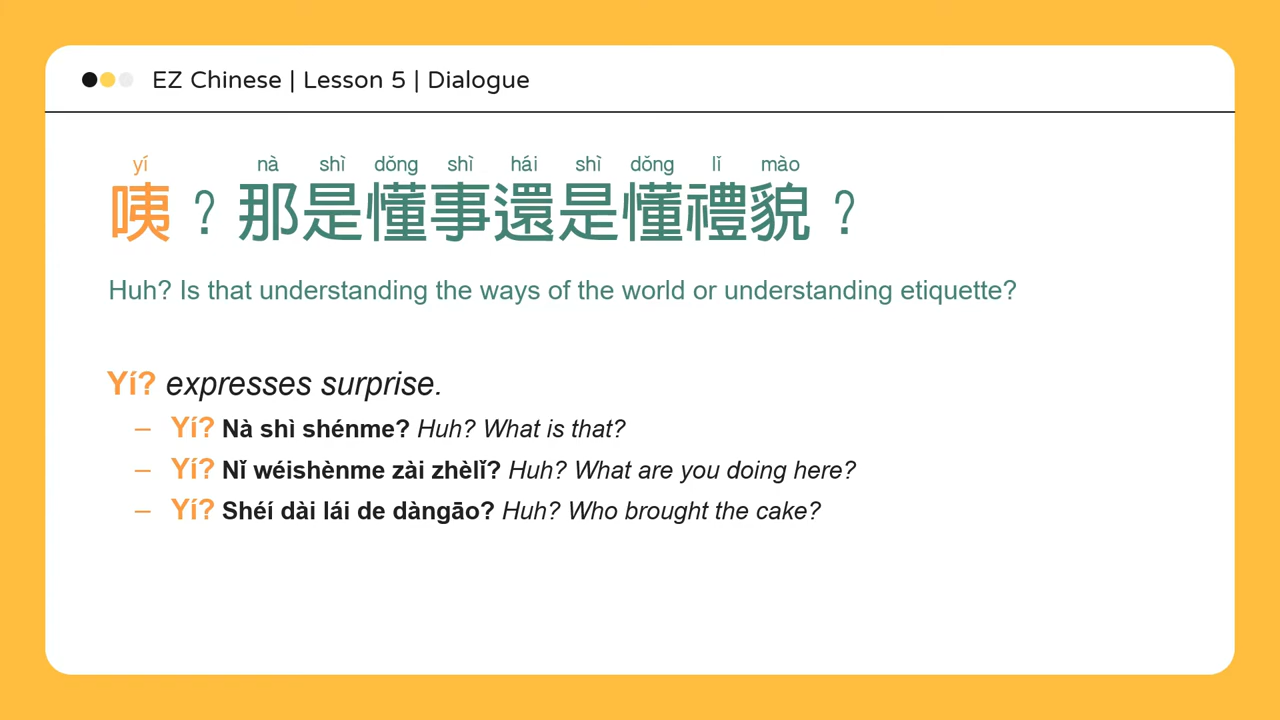 EZ Chinese | Lesson 5 | Dialogue
yí nà shì dǒng shì hái shì dǒng lǐ mào
咦？那是懂事還是懂禮貌？
Huh? Is that understanding the ways of the world or understanding etiquette?
Yí? expresses surprise.
– Yí? Nà shì shénme? Huh? What is that?
– Yí? Nǐ wéishènme zài zhèlǐ? Huh? What are you doing here?
– Yí? Shéí dài lái de dàngāo? Huh? Who brought the cake?